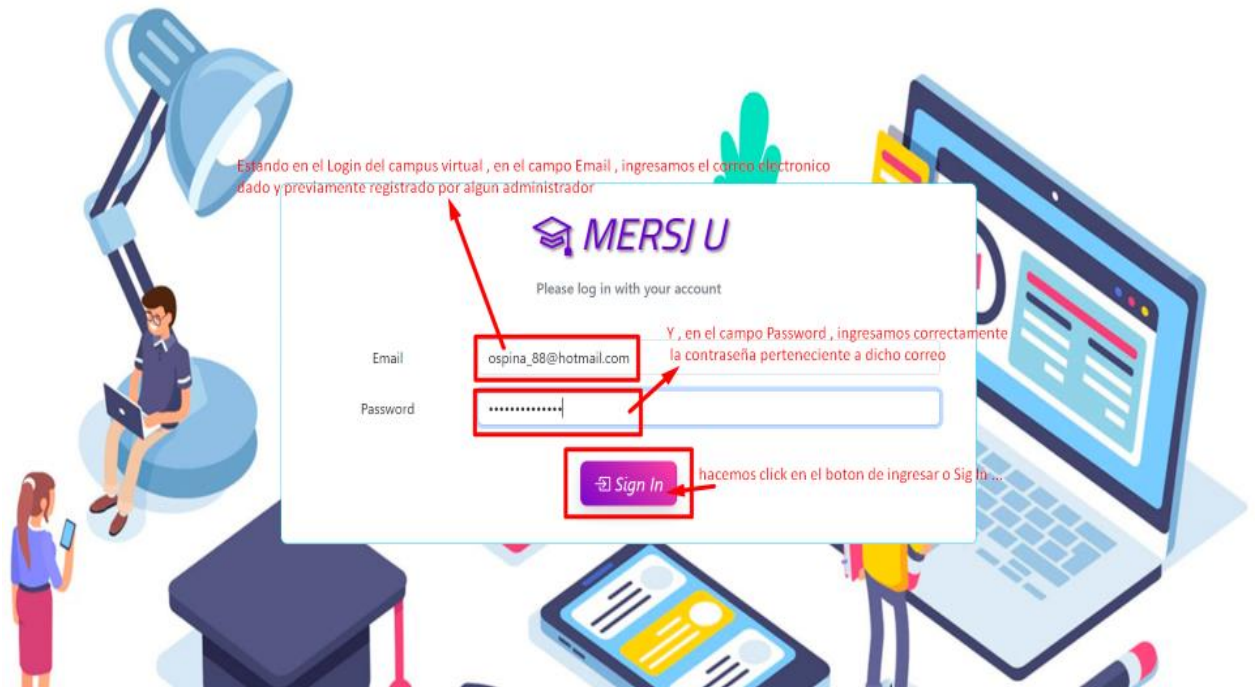 Estando en el Login del campus virtual , en el campo Email , ingresamos el correo electronico
dado y previamente registrado por algun administrador
MERSJ U
Please log in with your account
Y , en el campo Password , ingresamos correctamente
la contraseña perteneciente a dicho correo
Email
ospina_88@hotmail.com
Password
••••••••••••••
Sign In
hacemos click en el boton de ingresar o Sig In ...